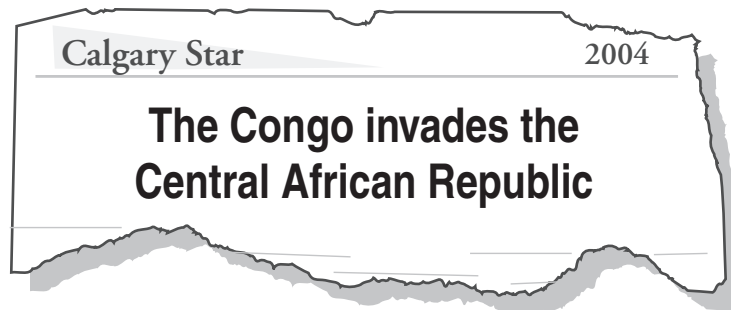 Calgary Star 2004
The Congo invades the
Central African Republic